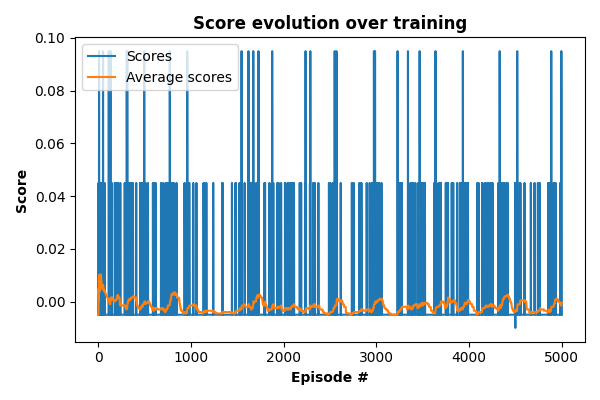 Score evolution over training
0.10
0.08
0.06
0.04
0.02
0.00
Score
Scores
Average scores
0 1000 2000 3000 4000 5000
Episode #